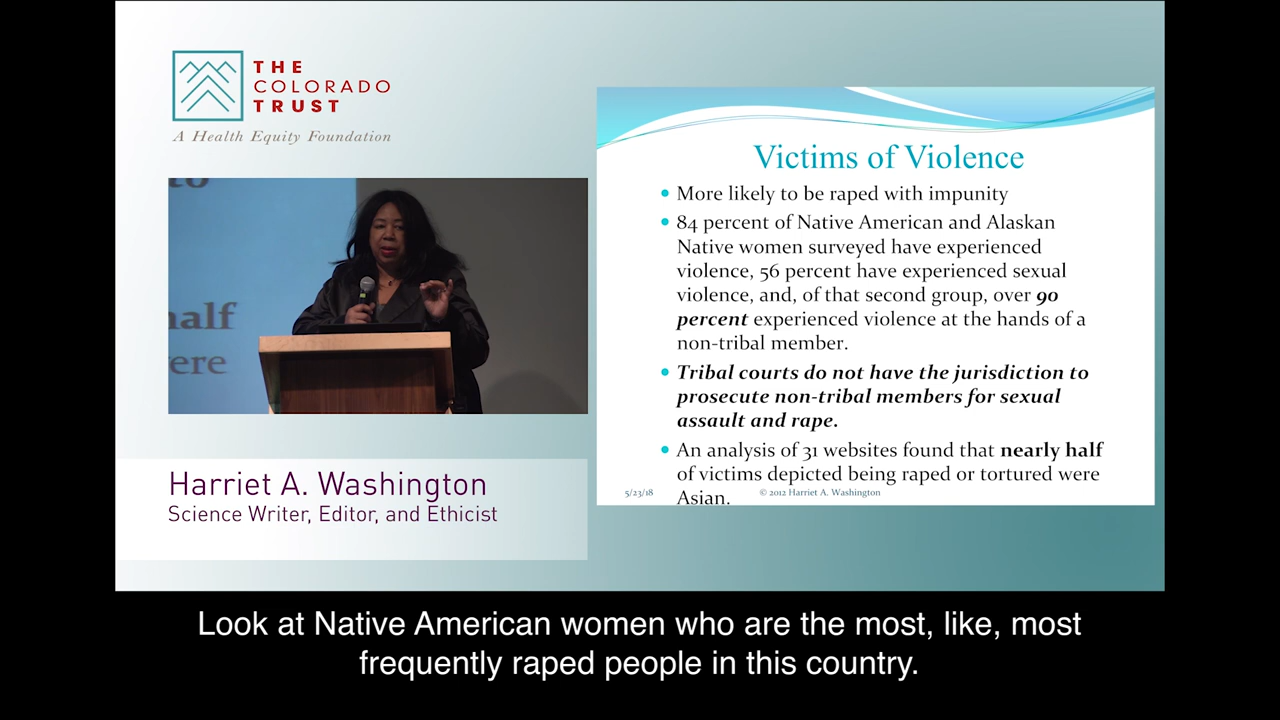 THE
COLORADO
TRUST
A Health Equity Foundation
to
half
ere
Harriet A. Washington
Science Writer, Editor, and Ethicist
Victims of Violence
• More likely to be raped with impunity
• 84 percent of Native American and Alaskan
Native women surveyed have experienced
violence, 56 percent have experienced sexual
violence, and, of that second group, over 90
percent experienced violence at the hands of a
non-tribal member.
• Tribal courts do not have the jurisdiction to
prosecute non-tribal members for sexual
assault and rape.
• An analysis of 31 websites found that nearly half
of victims depicted being raped or tortured were
Asian.
5/23/18
© 2012 Harriet A. Washington
Look at Native American women who are the most, like, most
frequently raped people in this country.